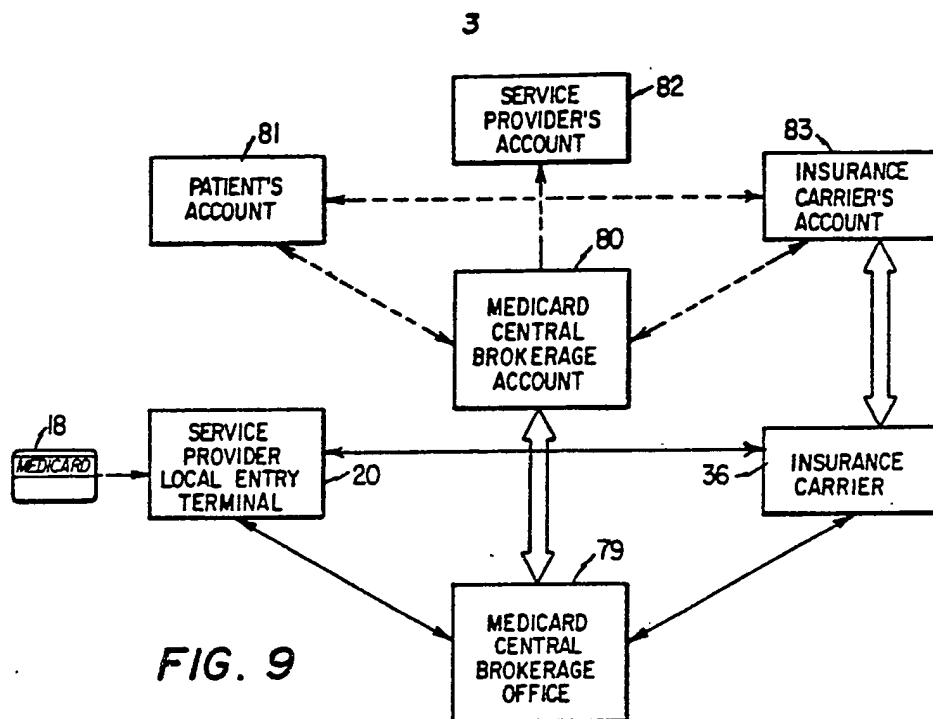 3
SERVICE
PROVIDER'S
ACCOUNT
82
81
PATIENT'S
ACCOUNT
83
INSURANCE
CARRIER'S
ACCOUNT
80
MEDICARD
CENTRAL
BROKERAGE
ACCOUNT
18
MEDICARD
SERVICE
PROVIDER
LOCAL ENTRY
TERMINAL
20
36
INSURANCE
CARRIER
79
MEDICARD
CENTRAL
BROKERAGE
OFFICE
FIG. 9